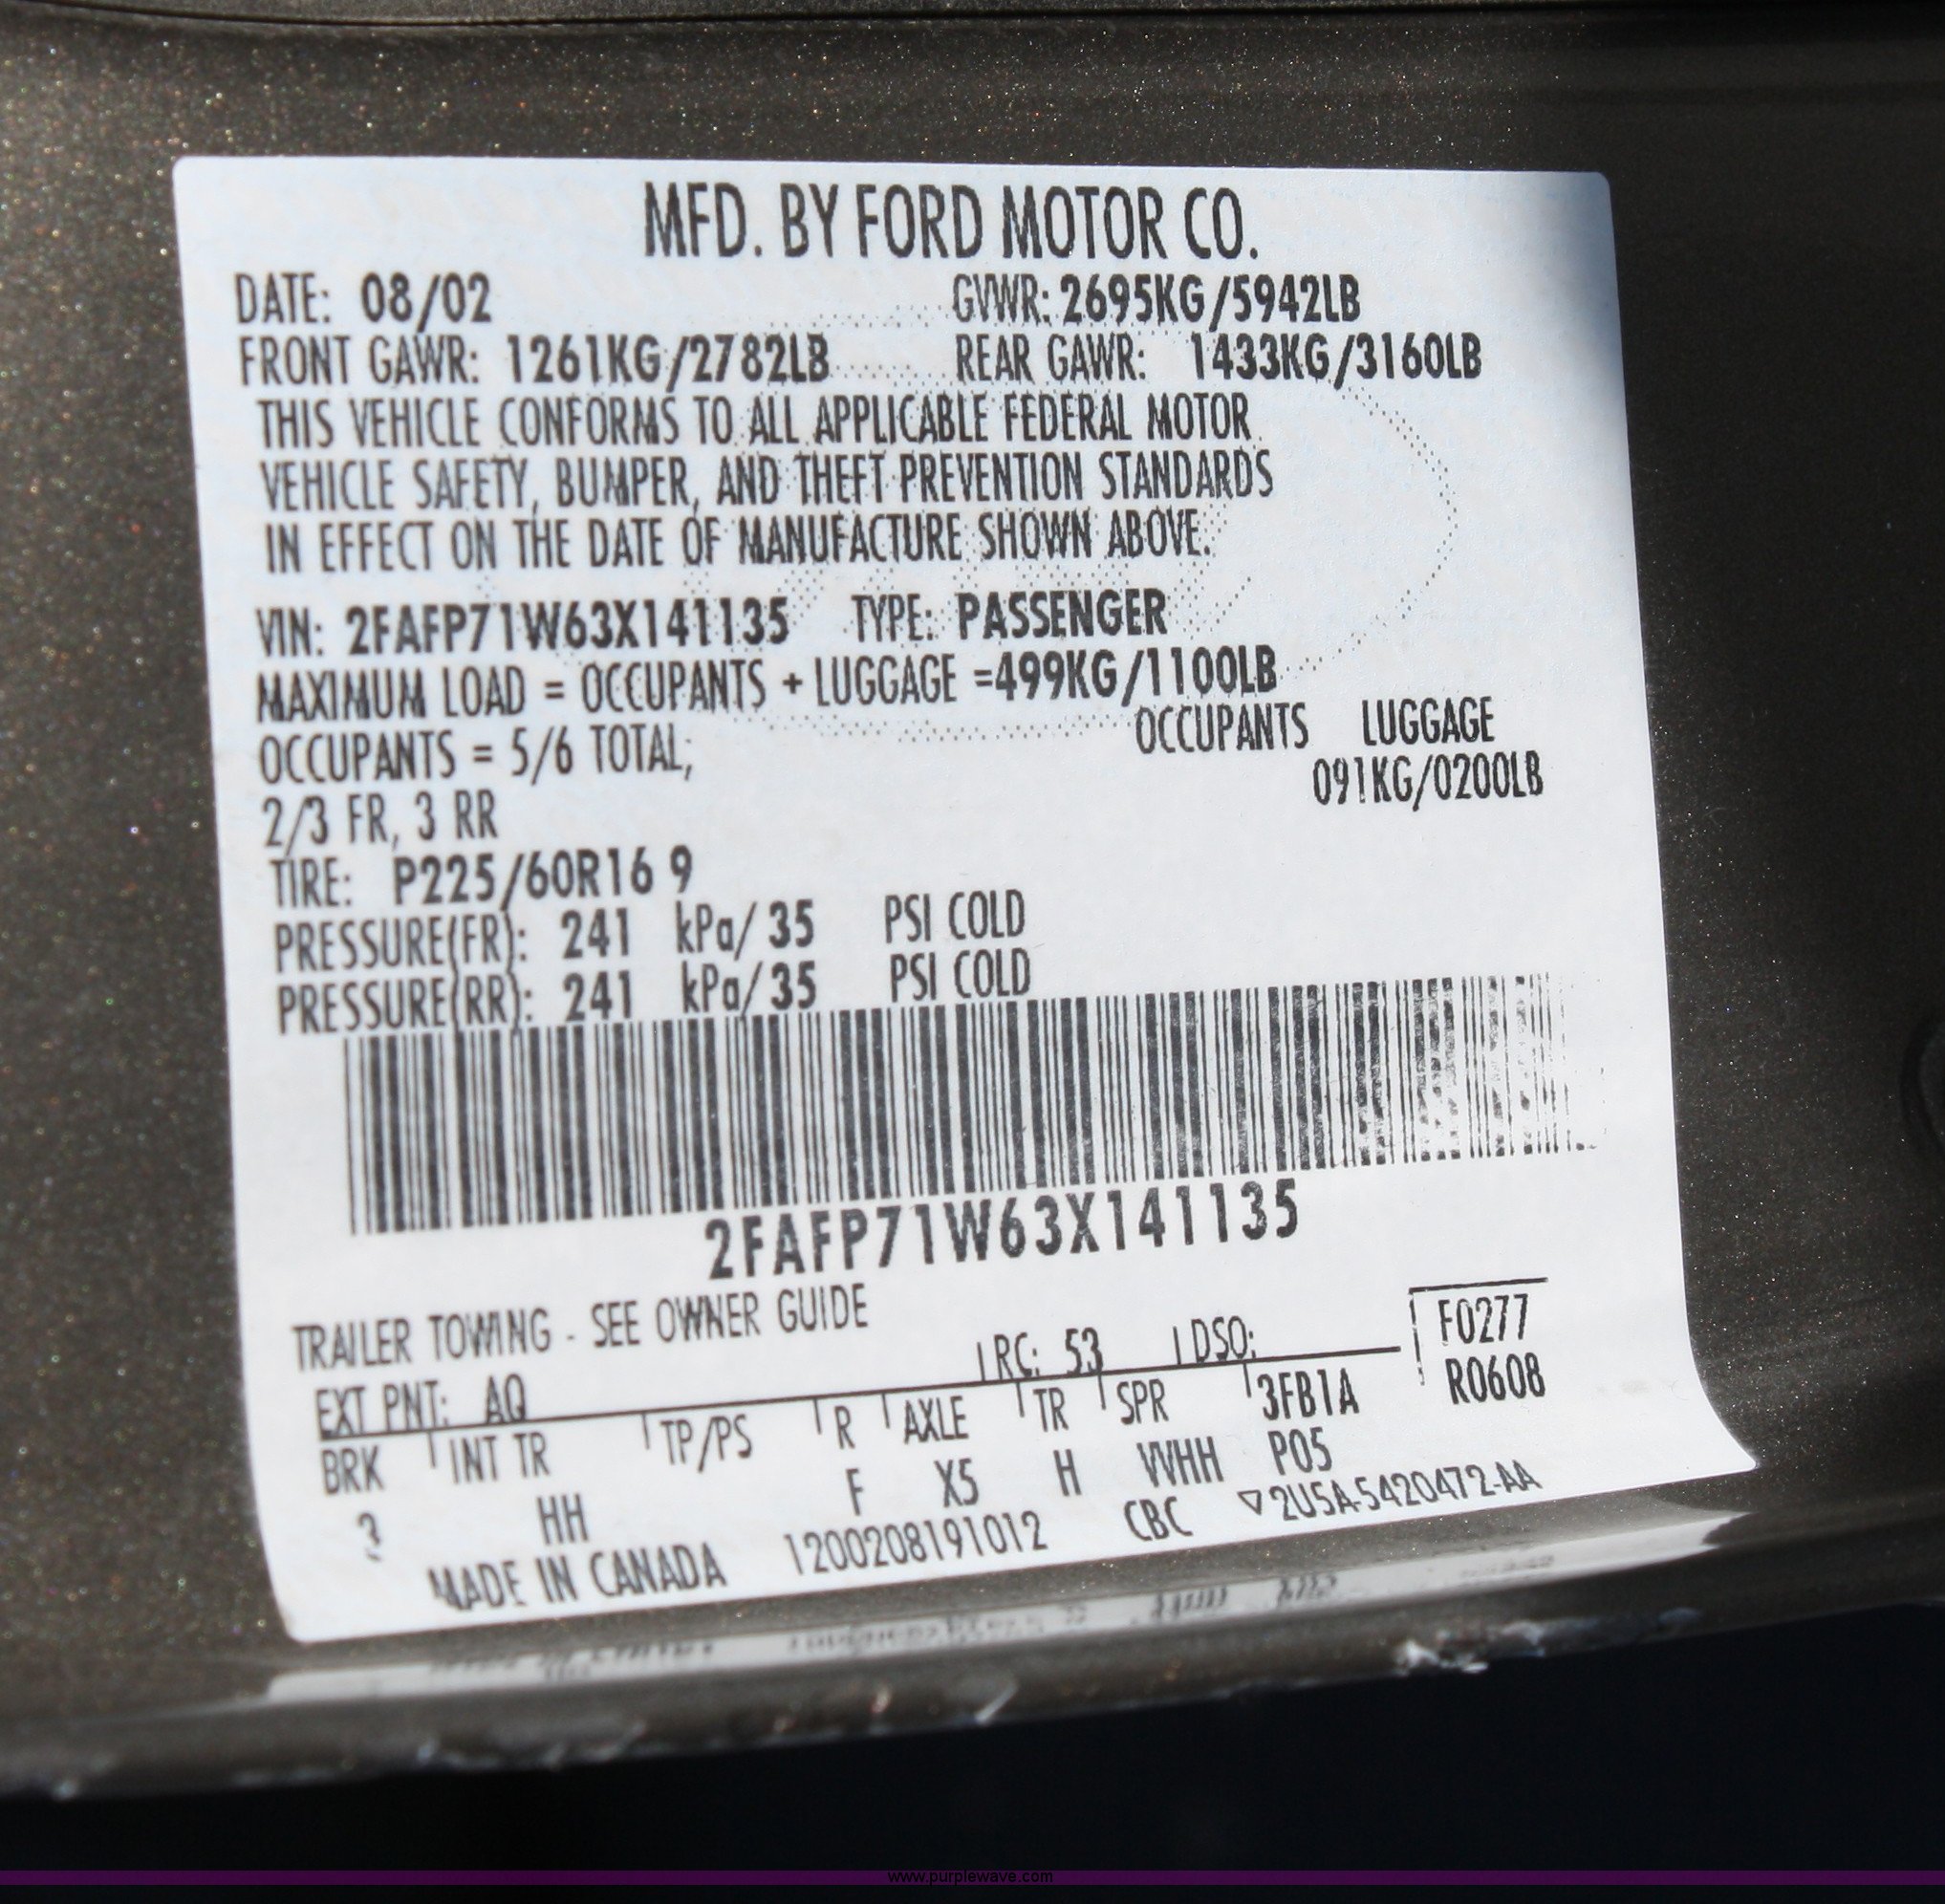 MFD. BY FORD MOTOR CO.
DATE: 08/02 GVWR: 2695KG/5942LB
FRONT GAWR: 1261KG/2782LB REAR GAWR: 1433KG/3160LB
THIS VEHICLE CONFORMS TO ALL APPLICABLE FEDERAL MOTOR
VEHICLE SAFETY, BUMPER, AND THEFT PREVENTION STANDARDS
IN EFFECT ON THE DATE OF MANUFACTURE SHOWN ABOVE.
VIN: 2FAFP71W63X141135 TYPE: PASSENGER
MAXIMUM LOAD = OCCUPANTS + LUGGAGE =499KG/1100LB
OCCUPANTS = 5/6 TOTAL; OCCUPANTS LUGGAGE
2/3 FR, 3 RR 091KG/0200LB
TIRE: P225/60R16 9
PRESSURE(FR): 241 kPa/ 35 PSI COLD
PRESSURE(RR): 241 kPa/ 35 PSI COLD
2FAFP71W63X141135
TRAILER TOWING - SEE OWNER GUIDE
EXT PNT: AQ RC: 53 DSO: F0277
BRK INT TR TP/PS R AXLE TR SPR 3FB1A R0608
3 HH F X5 H VVHH P05
MADE IN CANADA 1200208191012 CBC ▽2U5A-5420472-AA
www.purplewave.com